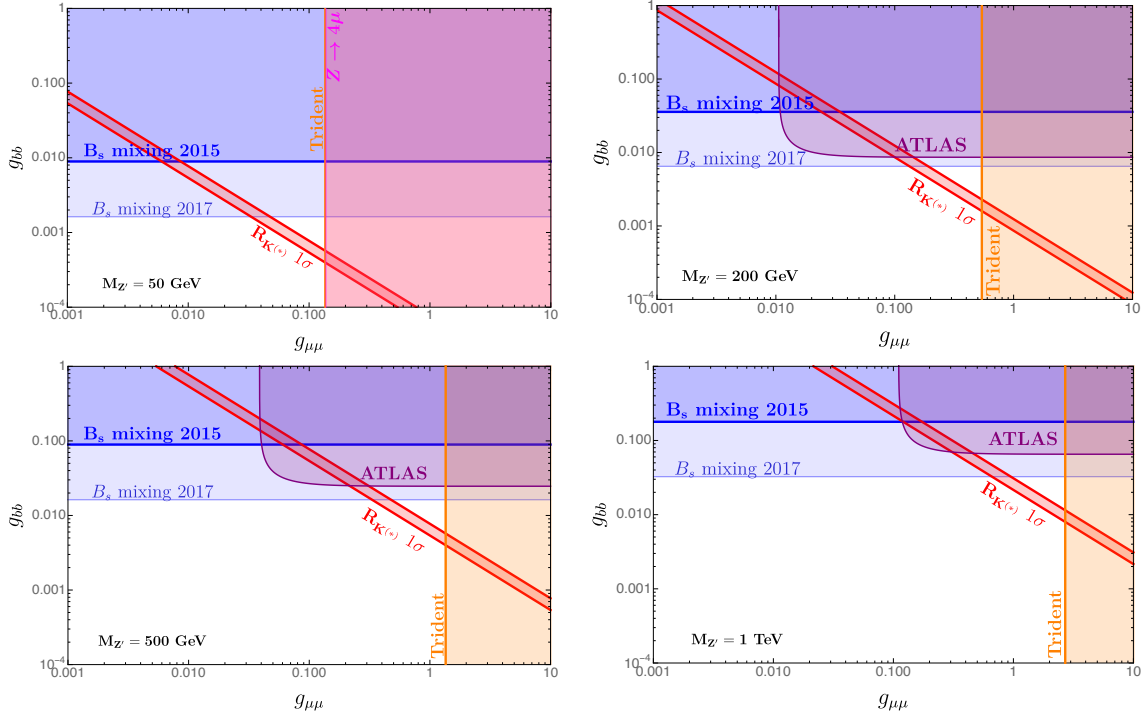 1
0.100
0.010
0.001
10⁻⁴
g_bb
Z → 4μ
Trident
B_s mixing 2015
B_s mixing 2017
R_K^(*) 1σ
M_Z′ = 50 GeV
0.001 0.010 0.100 1 10
g_μμ
1
0.100
0.010
0.001
10⁻⁴
g_bb
B_s mixing 2015
ATLAS
B_s mixing 2017
R_K^(*) 1σ
Trident
M_Z′ = 200 GeV
0.001 0.010 0.100 1 10
g_μμ
1
0.100
0.010
0.001
10⁻⁴
g_bb
B_s mixing 2015
ATLAS
B_s mixing 2017
R_K^(*) 1σ
Trident
M_Z′ = 500 GeV
0.001 0.010 0.100 1 10
g_μμ
1
0.100
0.010
0.001
10⁻⁴
g_bb
B_s mixing 2015
ATLAS
B_s mixing 2017
R_K^(*) 1σ
Trident
M_Z′ = 1 TeV
0.001 0.010 0.100 1 10
g_μμ